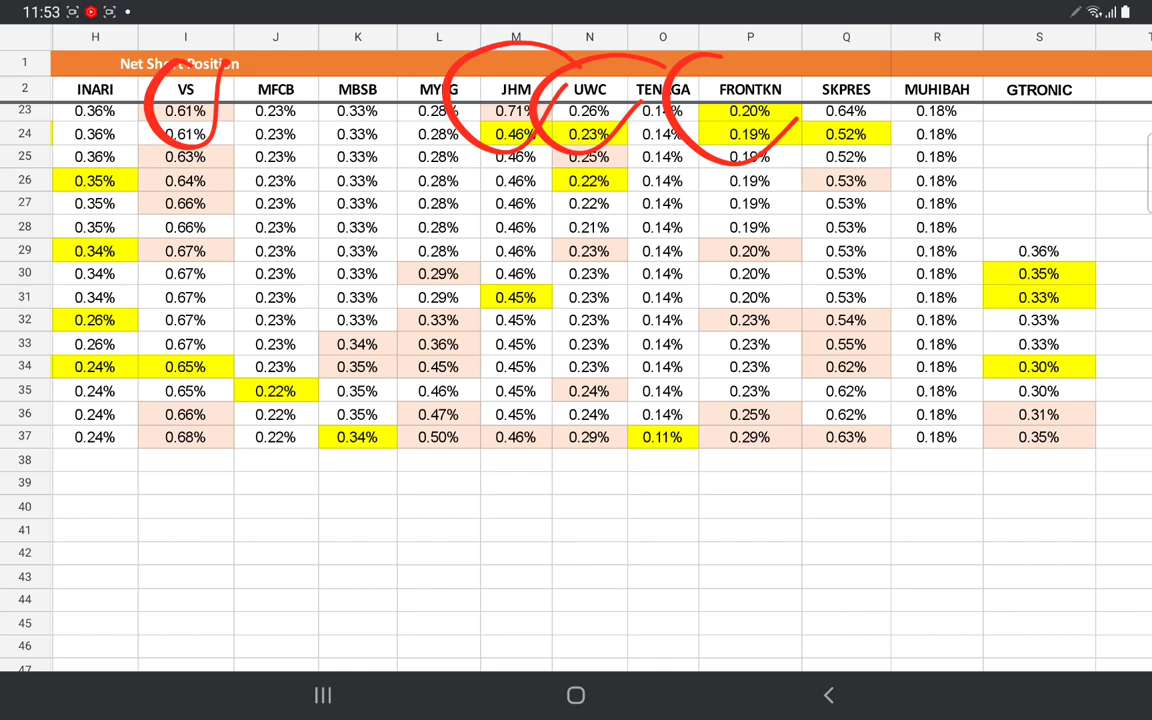 11:53
H I J K L M N O P Q R S
1 Net Short Position
2 INARI VS MFCB MBSB JHM UWC FRONTKN SKPRES MUHIBAH GTRONIC
23 0.36% 0.61% 0.23% 0.33% 0.28% 0.71% 0.26% 0.14% 0.20% 0.64% 0.18%
24 0.36% 0.61% 0.23% 0.33% 0.28% 0.46% 0.23% 0.14% 0.19% 0.52% 0.18%
25 0.36% 0.63% 0.23% 0.33% 0.28% 0.46% 0.25% 0.14% 0.19% 0.52% 0.18%
26 0.35% 0.64% 0.23% 0.33% 0.28% 0.46% 0.22% 0.14% 0.19% 0.53% 0.18%
27 0.35% 0.66% 0.23% 0.33% 0.28% 0.46% 0.22% 0.14% 0.19% 0.53% 0.18%
28 0.35% 0.66% 0.23% 0.33% 0.28% 0.46% 0.21% 0.14% 0.19% 0.53% 0.18%
29 0.34% 0.67% 0.23% 0.33% 0.28% 0.46% 0.23% 0.14% 0.20% 0.53% 0.18% 0.36%
30 0.34% 0.67% 0.23% 0.33% 0.29% 0.46% 0.23% 0.14% 0.20% 0.53% 0.18% 0.35%
31 0.34% 0.67% 0.23% 0.33% 0.29% 0.45% 0.23% 0.14% 0.20% 0.53% 0.18% 0.33%
32 0.26% 0.67% 0.23% 0.33% 0.33% 0.45% 0.23% 0.14% 0.23% 0.54% 0.18% 0.33%
33 0.26% 0.67% 0.23% 0.34% 0.36% 0.45% 0.23% 0.14% 0.23% 0.55% 0.18% 0.33%
34 0.24% 0.65% 0.23% 0.35% 0.45% 0.45% 0.23% 0.14% 0.23% 0.62% 0.18% 0.30%
35 0.24% 0.65% 0.22% 0.35% 0.46% 0.45% 0.24% 0.14% 0.23% 0.62% 0.18% 0.30%
36 0.24% 0.66% 0.22% 0.35% 0.47% 0.45% 0.24% 0.14% 0.25% 0.62% 0.18% 0.31%
37 0.24% 0.68% 0.22% 0.34% 0.50% 0.46% 0.29% 0.11% 0.29% 0.63% 0.18% 0.35%
38
39
40
41
42
43
44
45
46
47